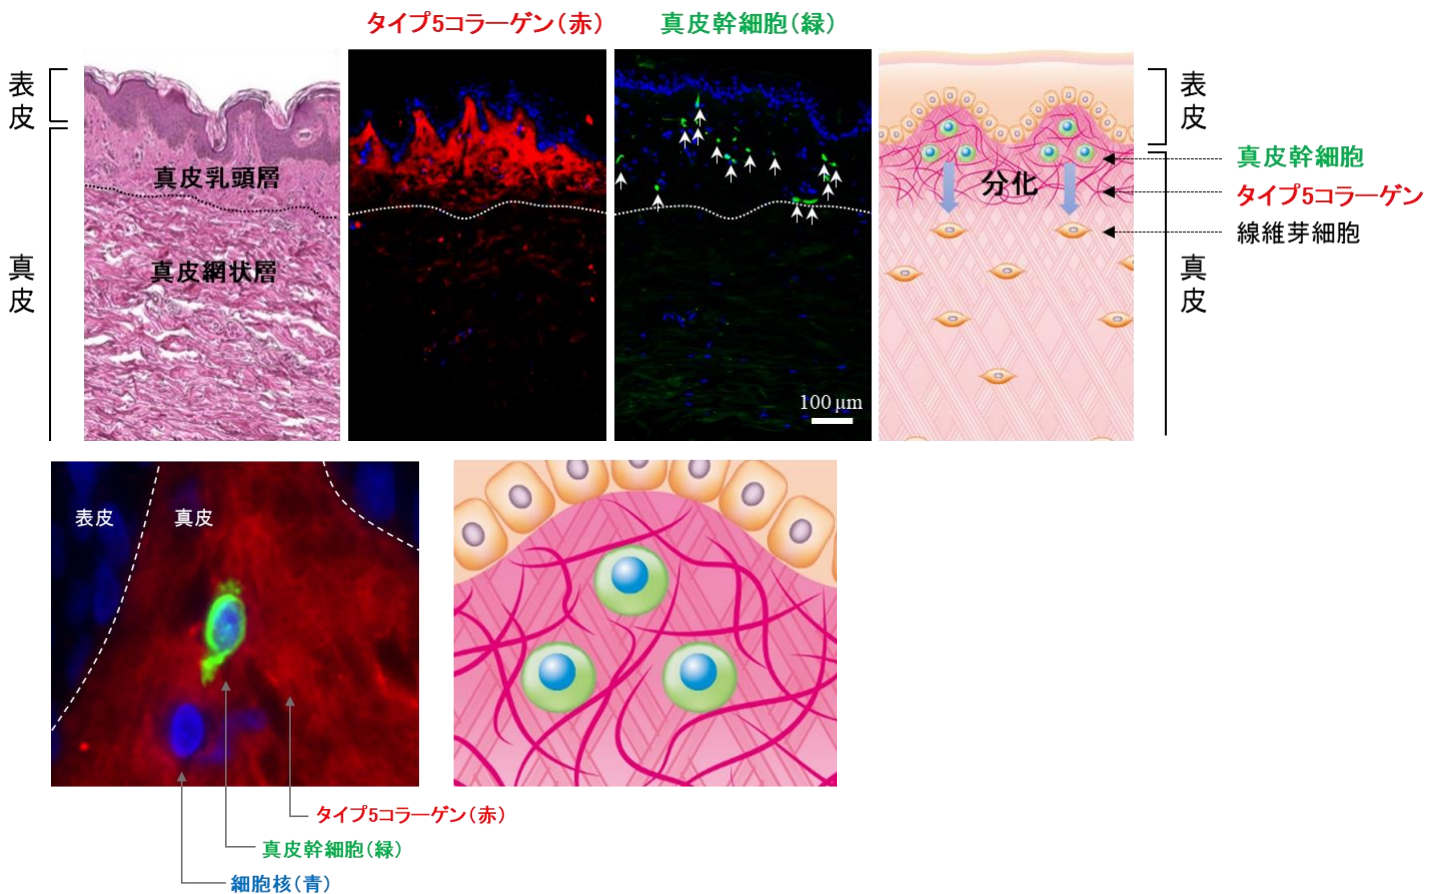 タイプ5コラーゲン（赤）
真皮幹細胞（緑）
表皮
真皮
真皮乳頭層
真皮網状層
100 μm
分化
表皮
真皮
真皮幹細胞
タイプ5コラーゲン
線維芽細胞
表皮
真皮
タイプ5コラーゲン（赤）
真皮幹細胞（緑）
細胞核（青）